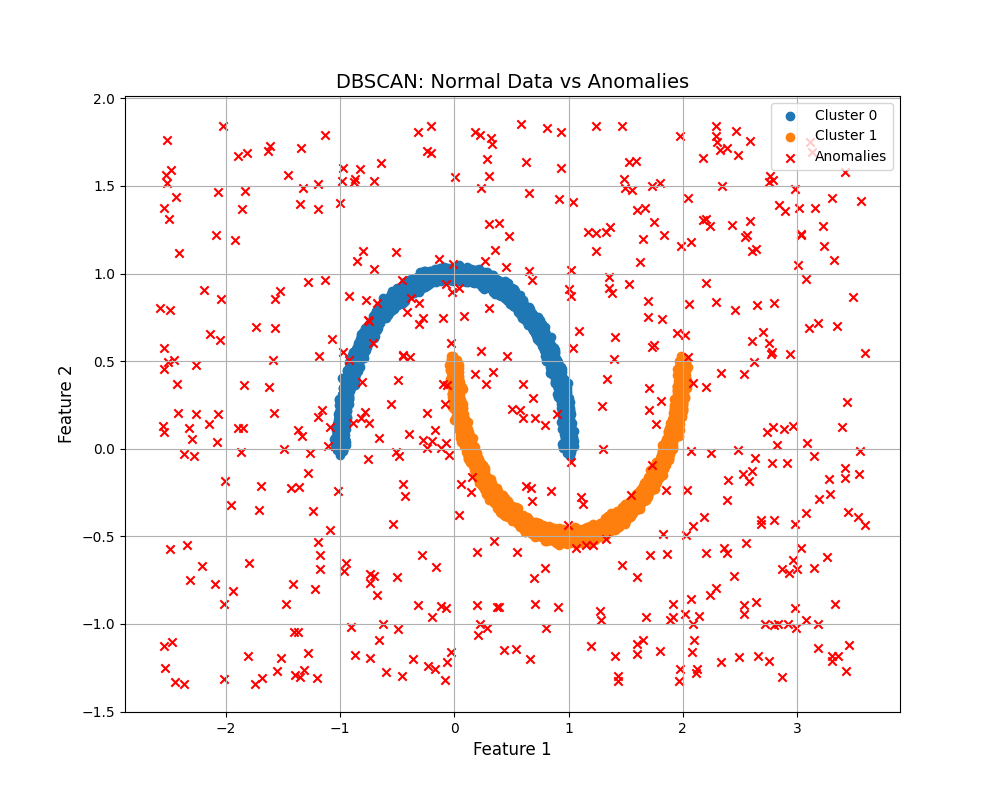 DBSCAN: Normal Data vs Anomalies
Cluster 0
Cluster 1
Anomalies
2.0
1.5
1.0
0.5
0.0
−0.5
−1.0
−1.5
Feature 2
−2
−1
0
1
2
3
Feature 1